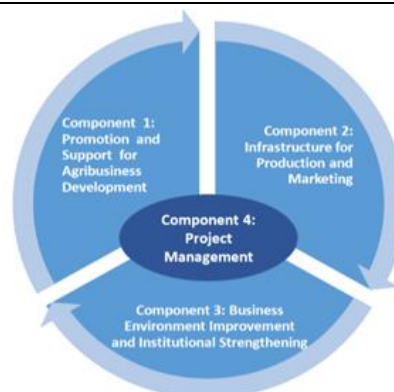 Component 1:
Promotion and
Support for
Agribusiness
Development
Component 2:
Infrastructure for
Production and
Marketing
Component 4:
Project
Management
Component 3: Business
Environment Improvement
and Institutional Strengthening